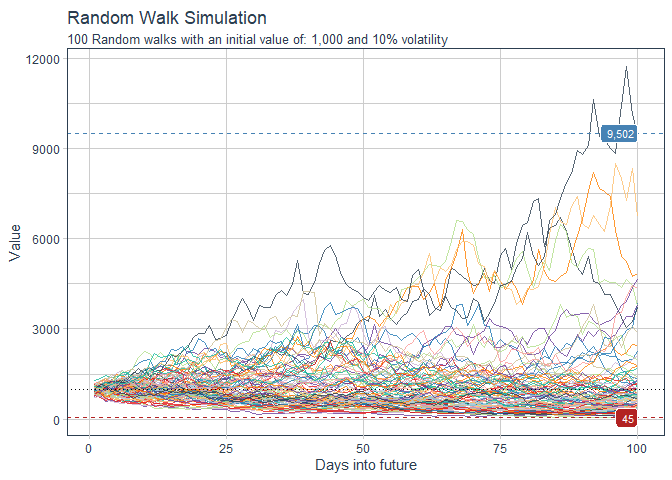 Random Walk Simulation
100 Random walks with an initial value of: 1,000 and 10% volatility
12000
9,502
9000
6000
3000
45
0
Value
0 25 50 75 100
Days into future